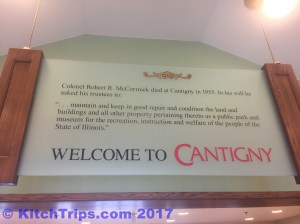 Colonel Robert R. McCormick died at Cantigny in 1955. In his will he
asked his trustees to:
". . . maintain and keep in good repair and condition the land and
buildings and all other property pertaining thereto as a public park and
museum for the recreation, instruction and welfare of the people of the
State of Illinois."
WELCOME TO CANTIGNY
© KitchTrips.com 2017